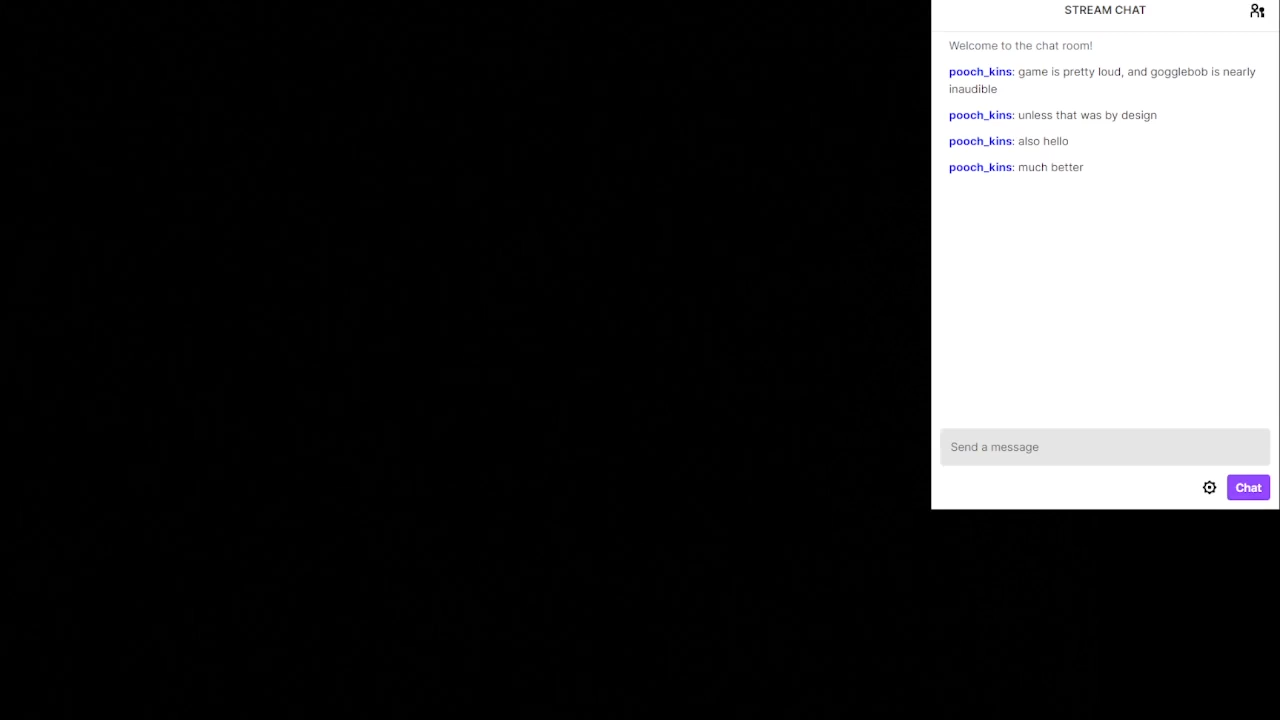 STREAM CHAT
Welcome to the chat room!
pooch_kins: game is pretty loud, and gogglebob is nearly
inaudible
pooch_kins: unless that was by design
pooch_kins: also hello
pooch_kins: much better
Send a message
Chat